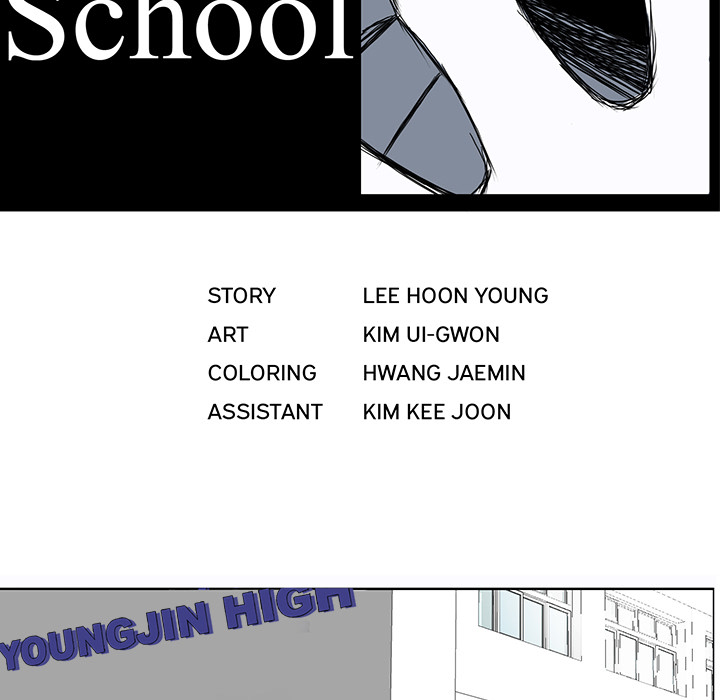 School
STORY LEE HOON YOUNG
ART KIM UI-GWON
COLORING HWANG JAEMIN
ASSISTANT KIM KEE JOON
YOUNGJIN HIGH